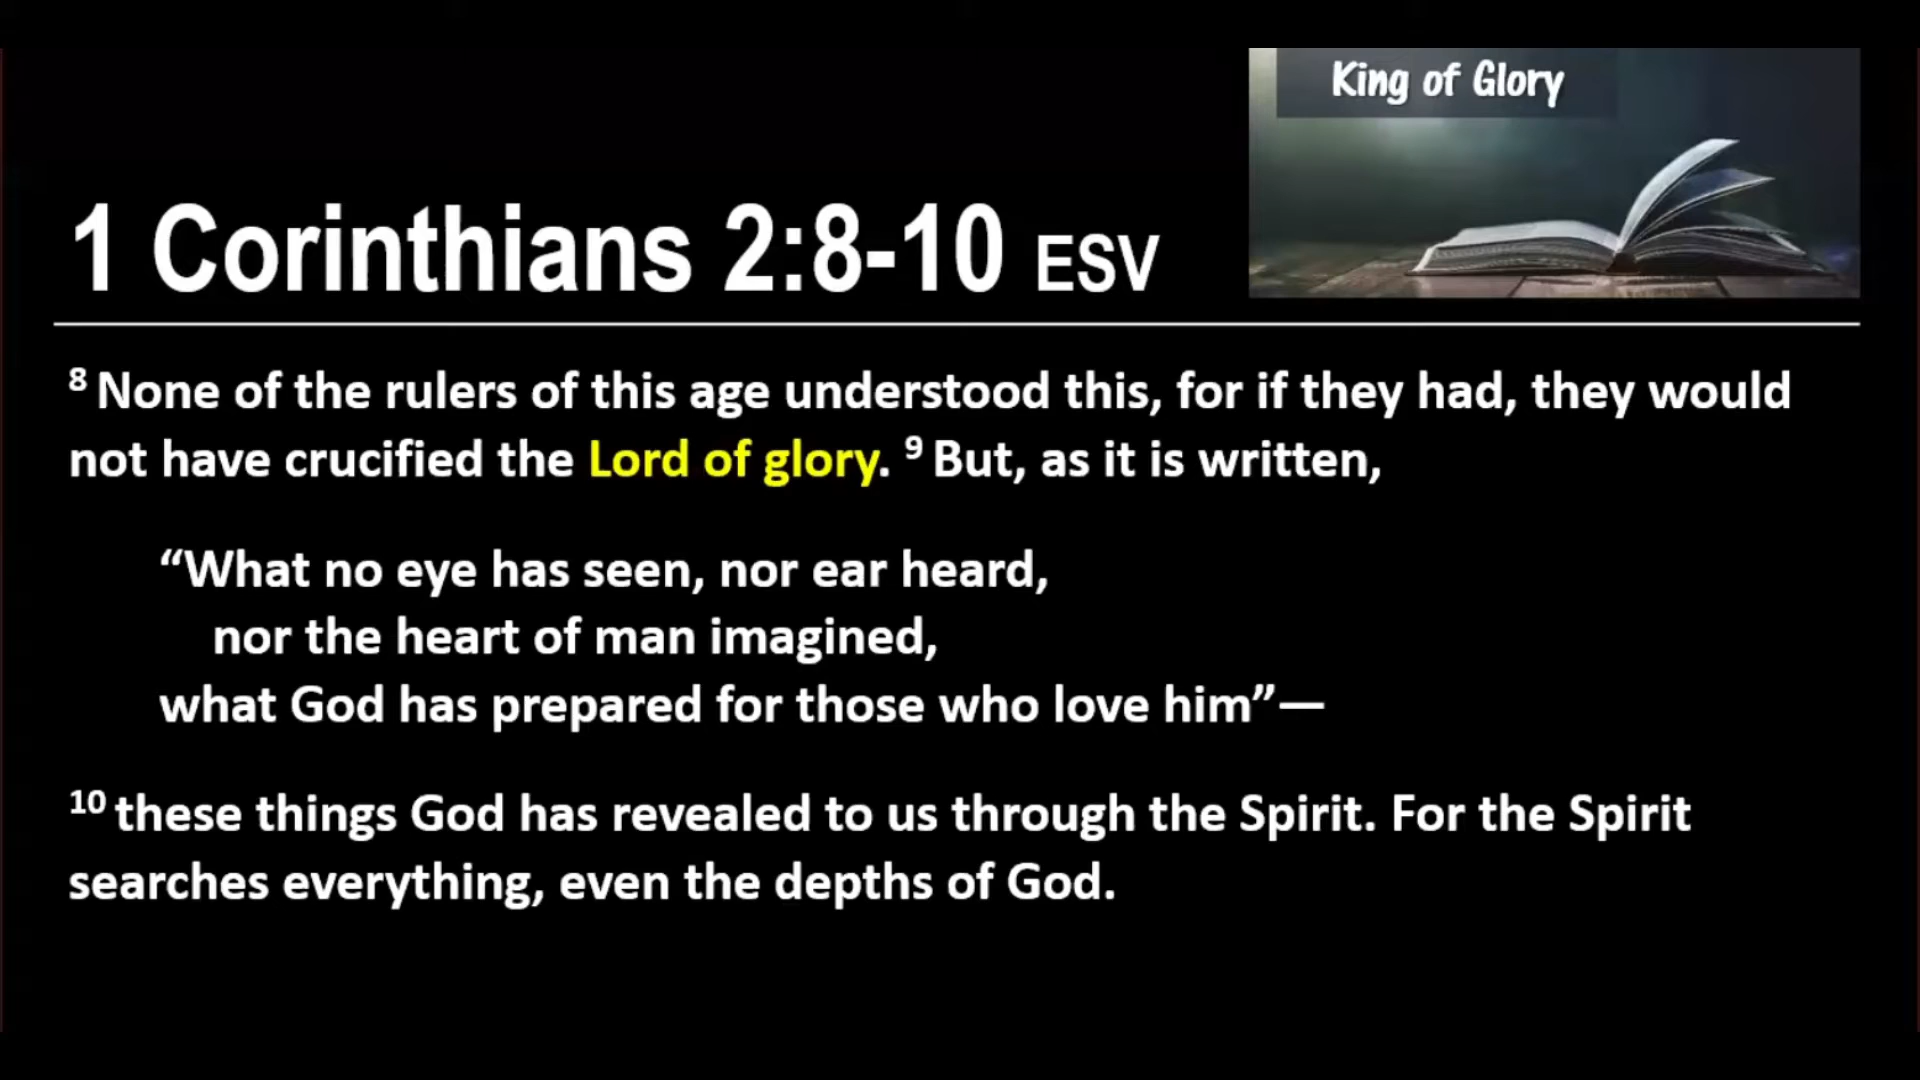 King of Glory
1 Corinthians 2:8-10 ESV
8 None of the rulers of this age understood this, for if they had, they would
not have crucified the Lord of glory. 9 But, as it is written,
“What no eye has seen, nor ear heard,
nor the heart of man imagined,
what God has prepared for those who love him”—
10 these things God has revealed to us through the Spirit. For the Spirit
searches everything, even the depths of God.